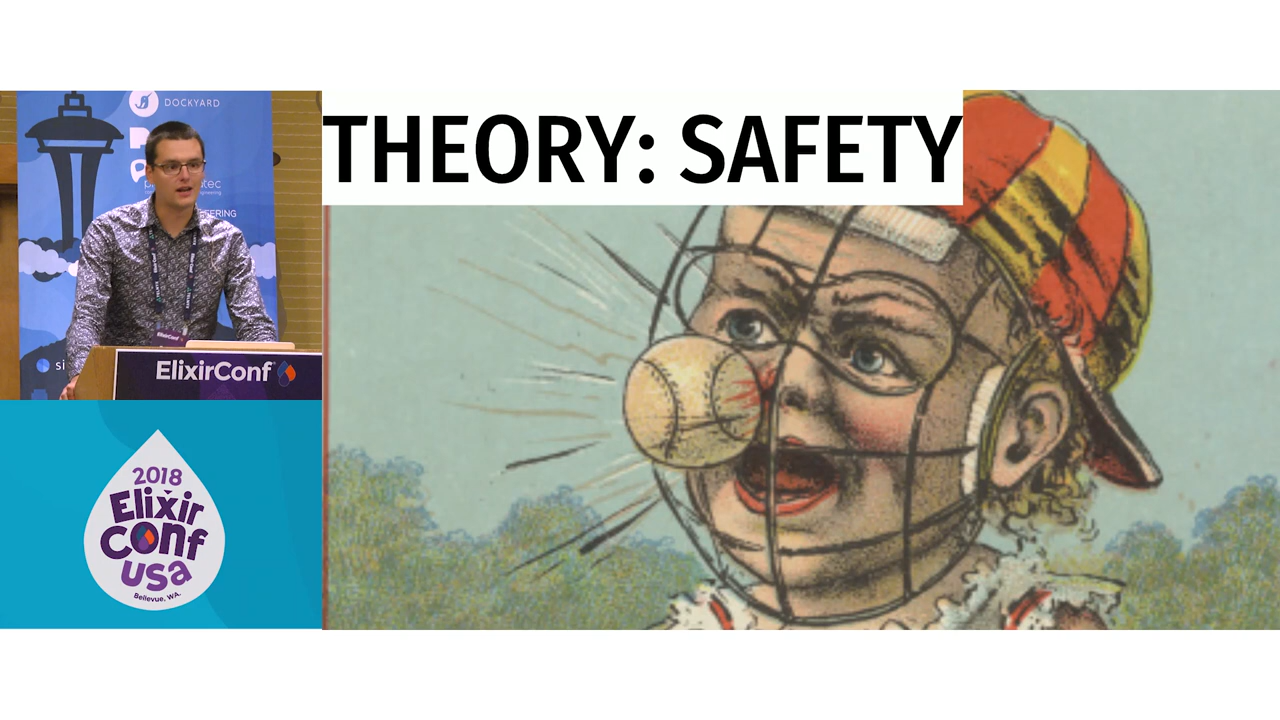 THEORY: SAFETY
DOCKYARD
ElixirConf
2018
Elixir
Conf
USA
Bellevue, WA.